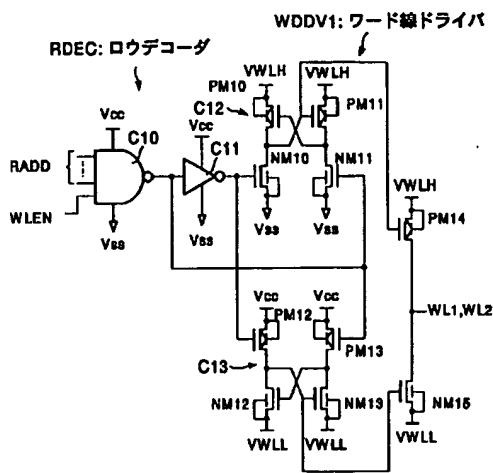 WDDV1: ワード線ドライバ
RDEC: ロウデコーダ
VWLH VWLH
PM10 PM11
C12
Vcc C10 Vcc C11
RADD NM10 NM11
WLEN
Vss Vss Vss Vss
VWLH
PM14
Vcc Vcc
PM12
PM13
WL1,WL2
C13
NM12 NM13 NM15
VWLL VWLL VWLL